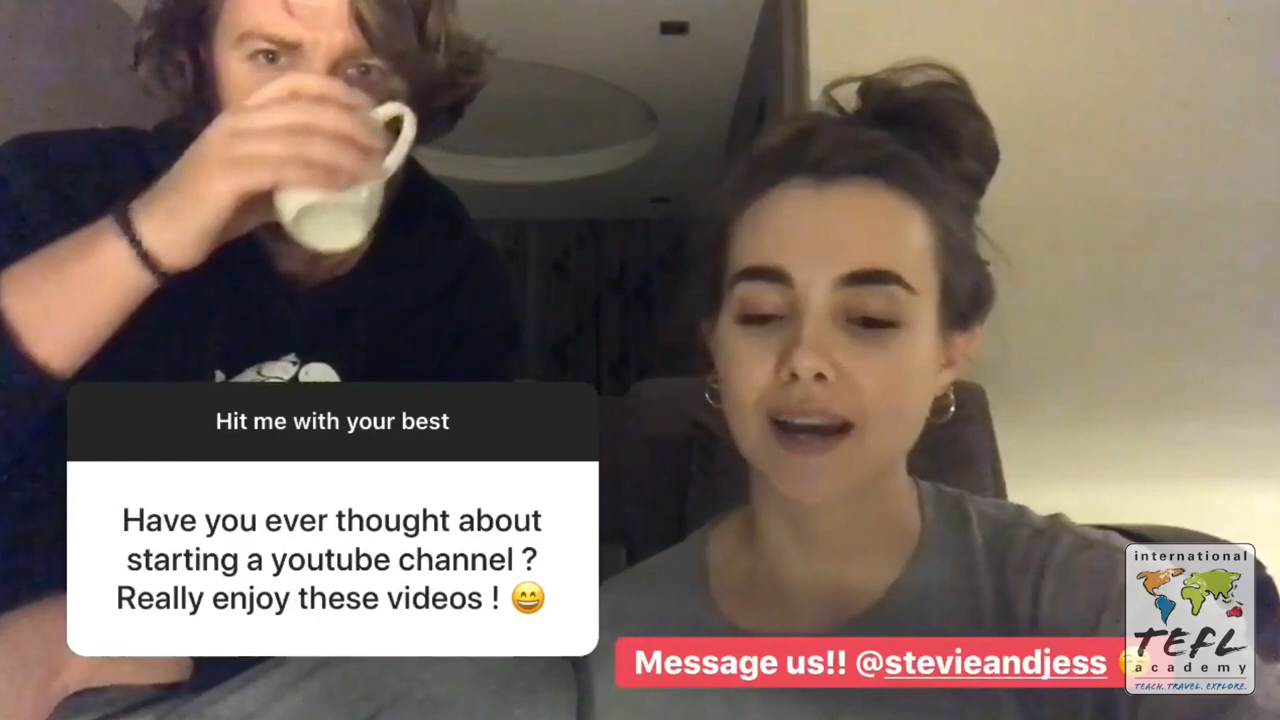 Hit me with your best
Have you ever thought about
starting a youtube channel ?
Really enjoy these videos ! 😄
Message us!! @stevieandjess
international
TEFL
academy
TEACH. TRAVEL. EXPLORE.